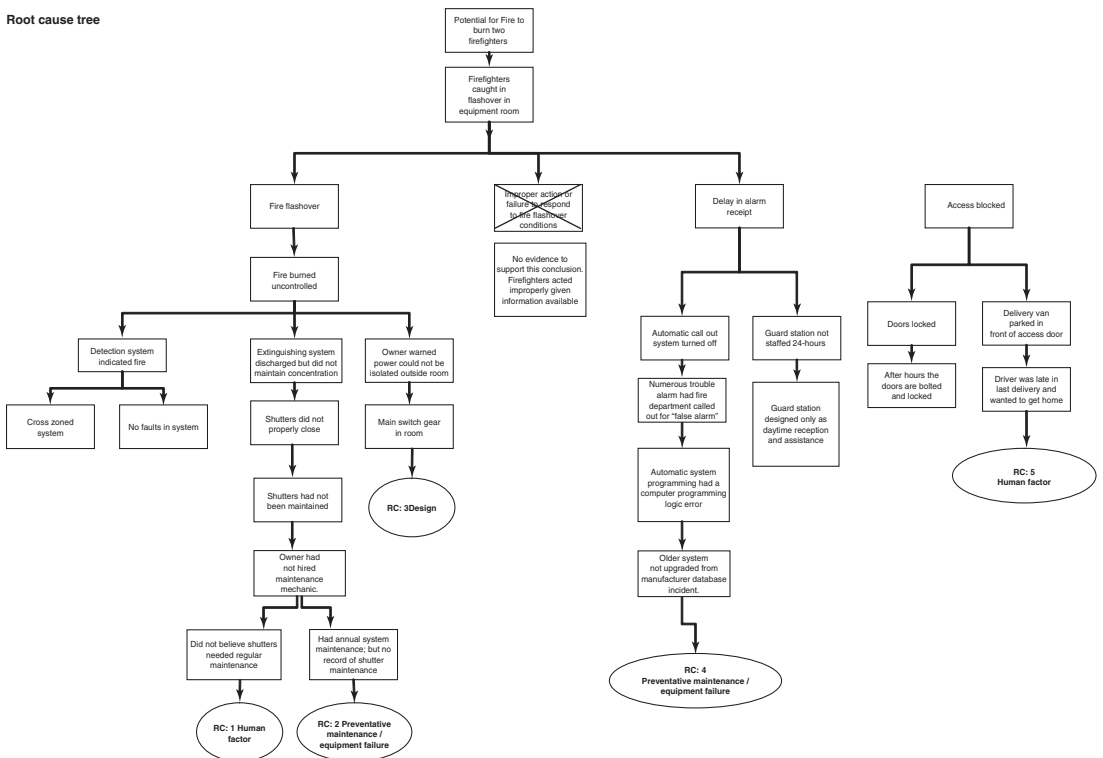 Root cause tree
Potential for Fire to
burn two
firefighters
Firefighters
caught in
flashover in
equipment room
Fire flashover
Improper action or
failure to respond
to fire flashover
conditions
Delay in alarm
receipt
Access blocked
No evidence to
support this conclusion.
Firefighters acted
improperly given
information available
Fire burned
uncontrolled
Detection system
indicated fire
Extinguishing system
discharged but did not
maintain concentration
Owner warned
power could not be
isolated outside room
Automatic call out
system turned off
Guard station not
staffed 24-hours
Doors locked
Delivery van
parked in
front of access door
Cross zoned
system
No faults in system
Shutters did not
properly close
Main switch gear
in room
Numerous trouble
alarm had fire
department called
out for “false alarm”
Guard station
designed only as
daytime reception
and assistance
After hours the
doors are bolted
and locked
Driver was late in
last delivery and
wanted to get home
Shutters had not
been maintained
RC: 3Design
Automatic system
programming had a
computer programming
logic error
RC: 5
Human factor
Owner had
not hired
maintenance
mechanic.
Older system
not upgraded from
manufacturer database
incident.
Did not believe shutters
needed regular
maintenance
Had annual system
maintenance; but no
record of shutter
maintenance
RC: 4
Preventative maintenance /
equipment failure
RC: 1 Human
factor
RC: 2 Preventative
maintenance /
equipment failure